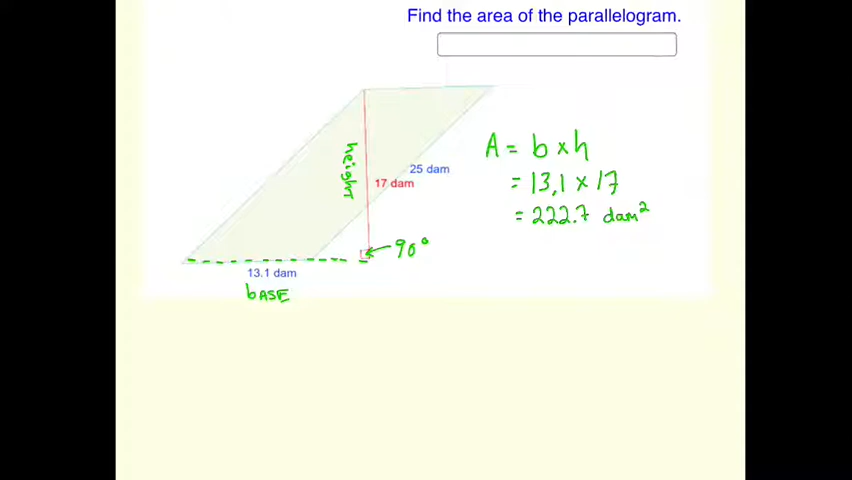 Find the area of the parallelogram.
height
25 dam
17 dam
A = b x h
= 13.1 x 17
= 222.7 dam²
90°
13.1 dam
bASE